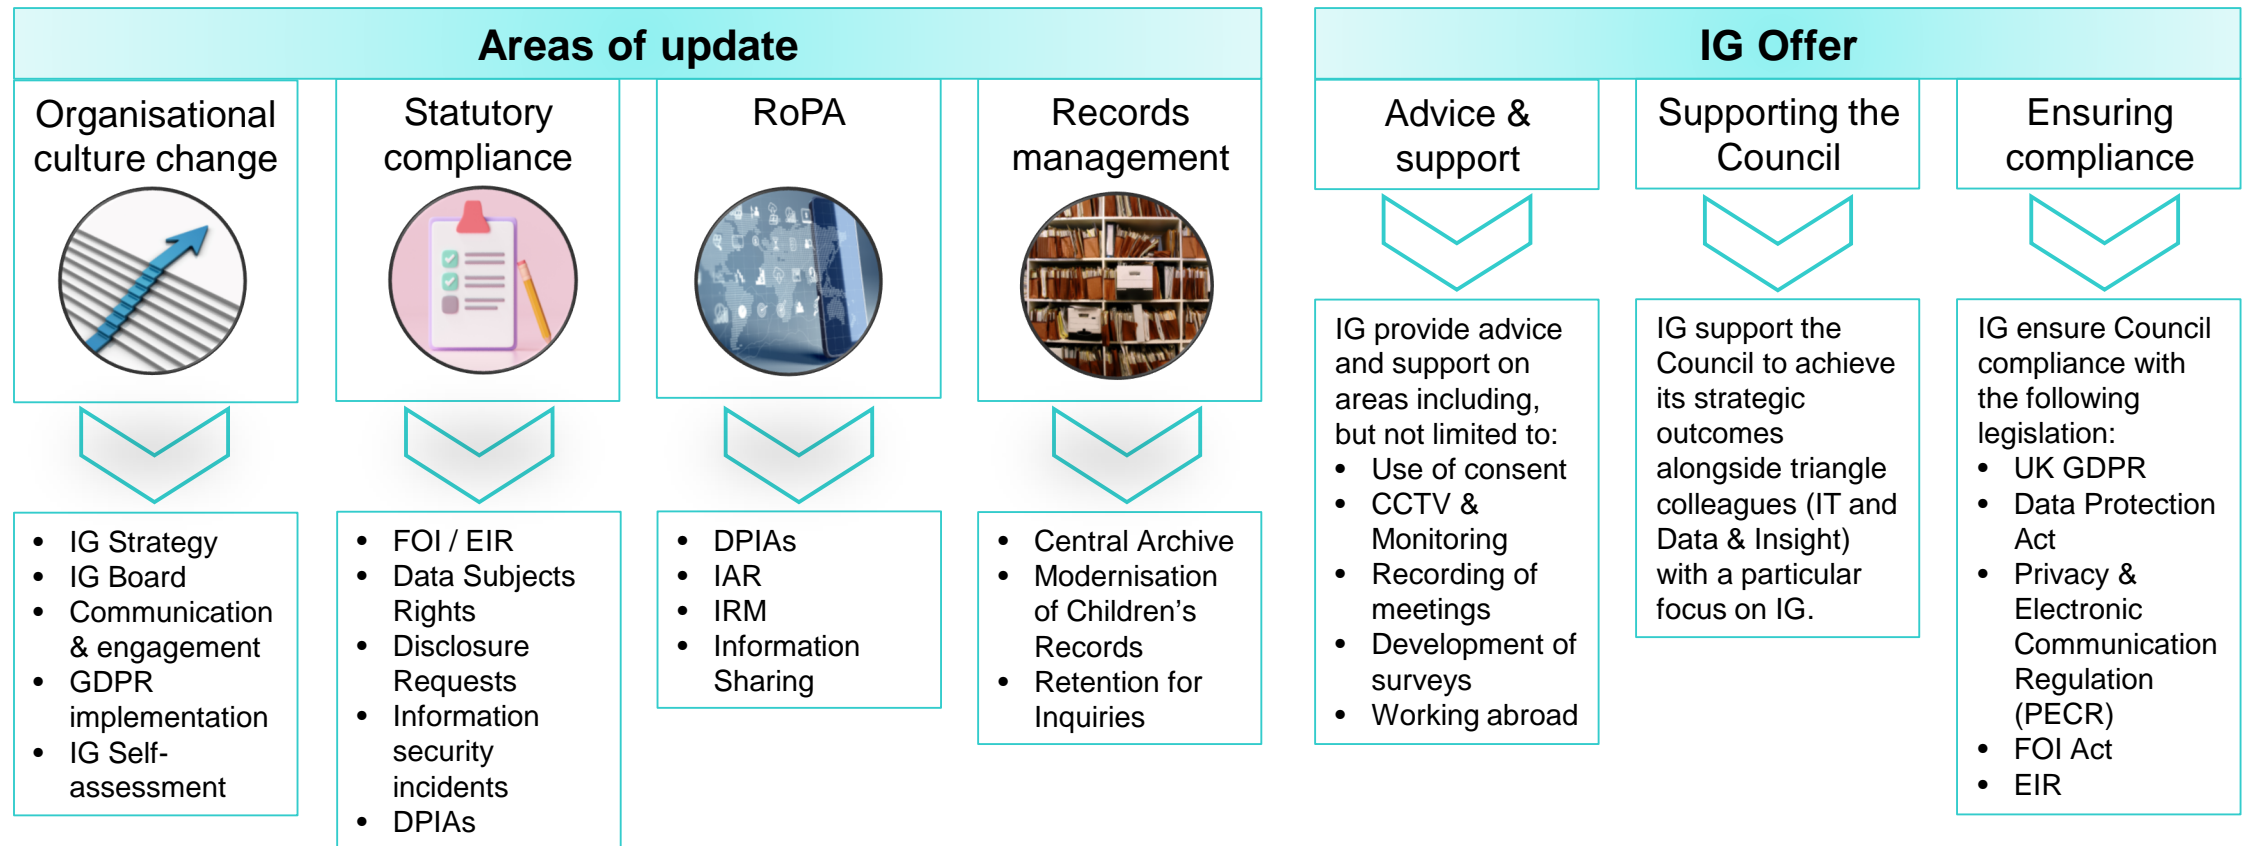 Areas of update
Organisational
culture change
• IG Strategy
• IG Board
• Communication
& engagement
• GDPR
implementation
• IG Self-
assessment
Statutory
compliance
• FOI / EIR
• Data Subjects
Rights
• Disclosure
Requests
• Information
security
incidents
• DPIAs
RoPA
• DPIAs
• IAR
• IRM
• Information
Sharing
Records
management
• Central Archive
• Modernisation
of Children’s
Records
• Retention for
Inquiries
IG Offer
Advice &
support
IG provide advice
and support on
areas including,
but not limited to:
• Use of consent
• CCTV &
Monitoring
• Recording of
meetings
• Development of
surveys
• Working abroad
Supporting the
Council
IG support the
Council to achieve
its strategic
outcomes
alongside triangle
colleagues (IT and
Data & Insight)
with a particular
focus on IG.
Ensuring
compliance
IG ensure Council
compliance with
the following
legislation:
• UK GDPR
• Data Protection
Act
• Privacy &
Electronic
Communication
Regulation
(PECR)
• FOI Act
• EIR